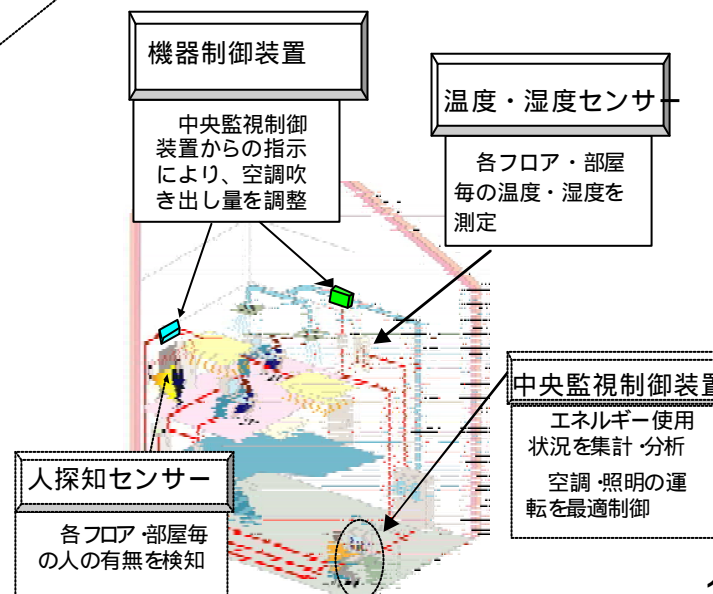 機器制御装置
中央監視制御
装置からの指示
により、空調吹
き出し量を調整
温度・湿度センサー
各フロア・部屋
毎の温度・湿度を
測定
中央監視制御装置
エネルギー使用
状況を集計・分析
空調・照明の運
転を最適制御
人探知センサー
各フロア・部屋毎
の人の有無を検知